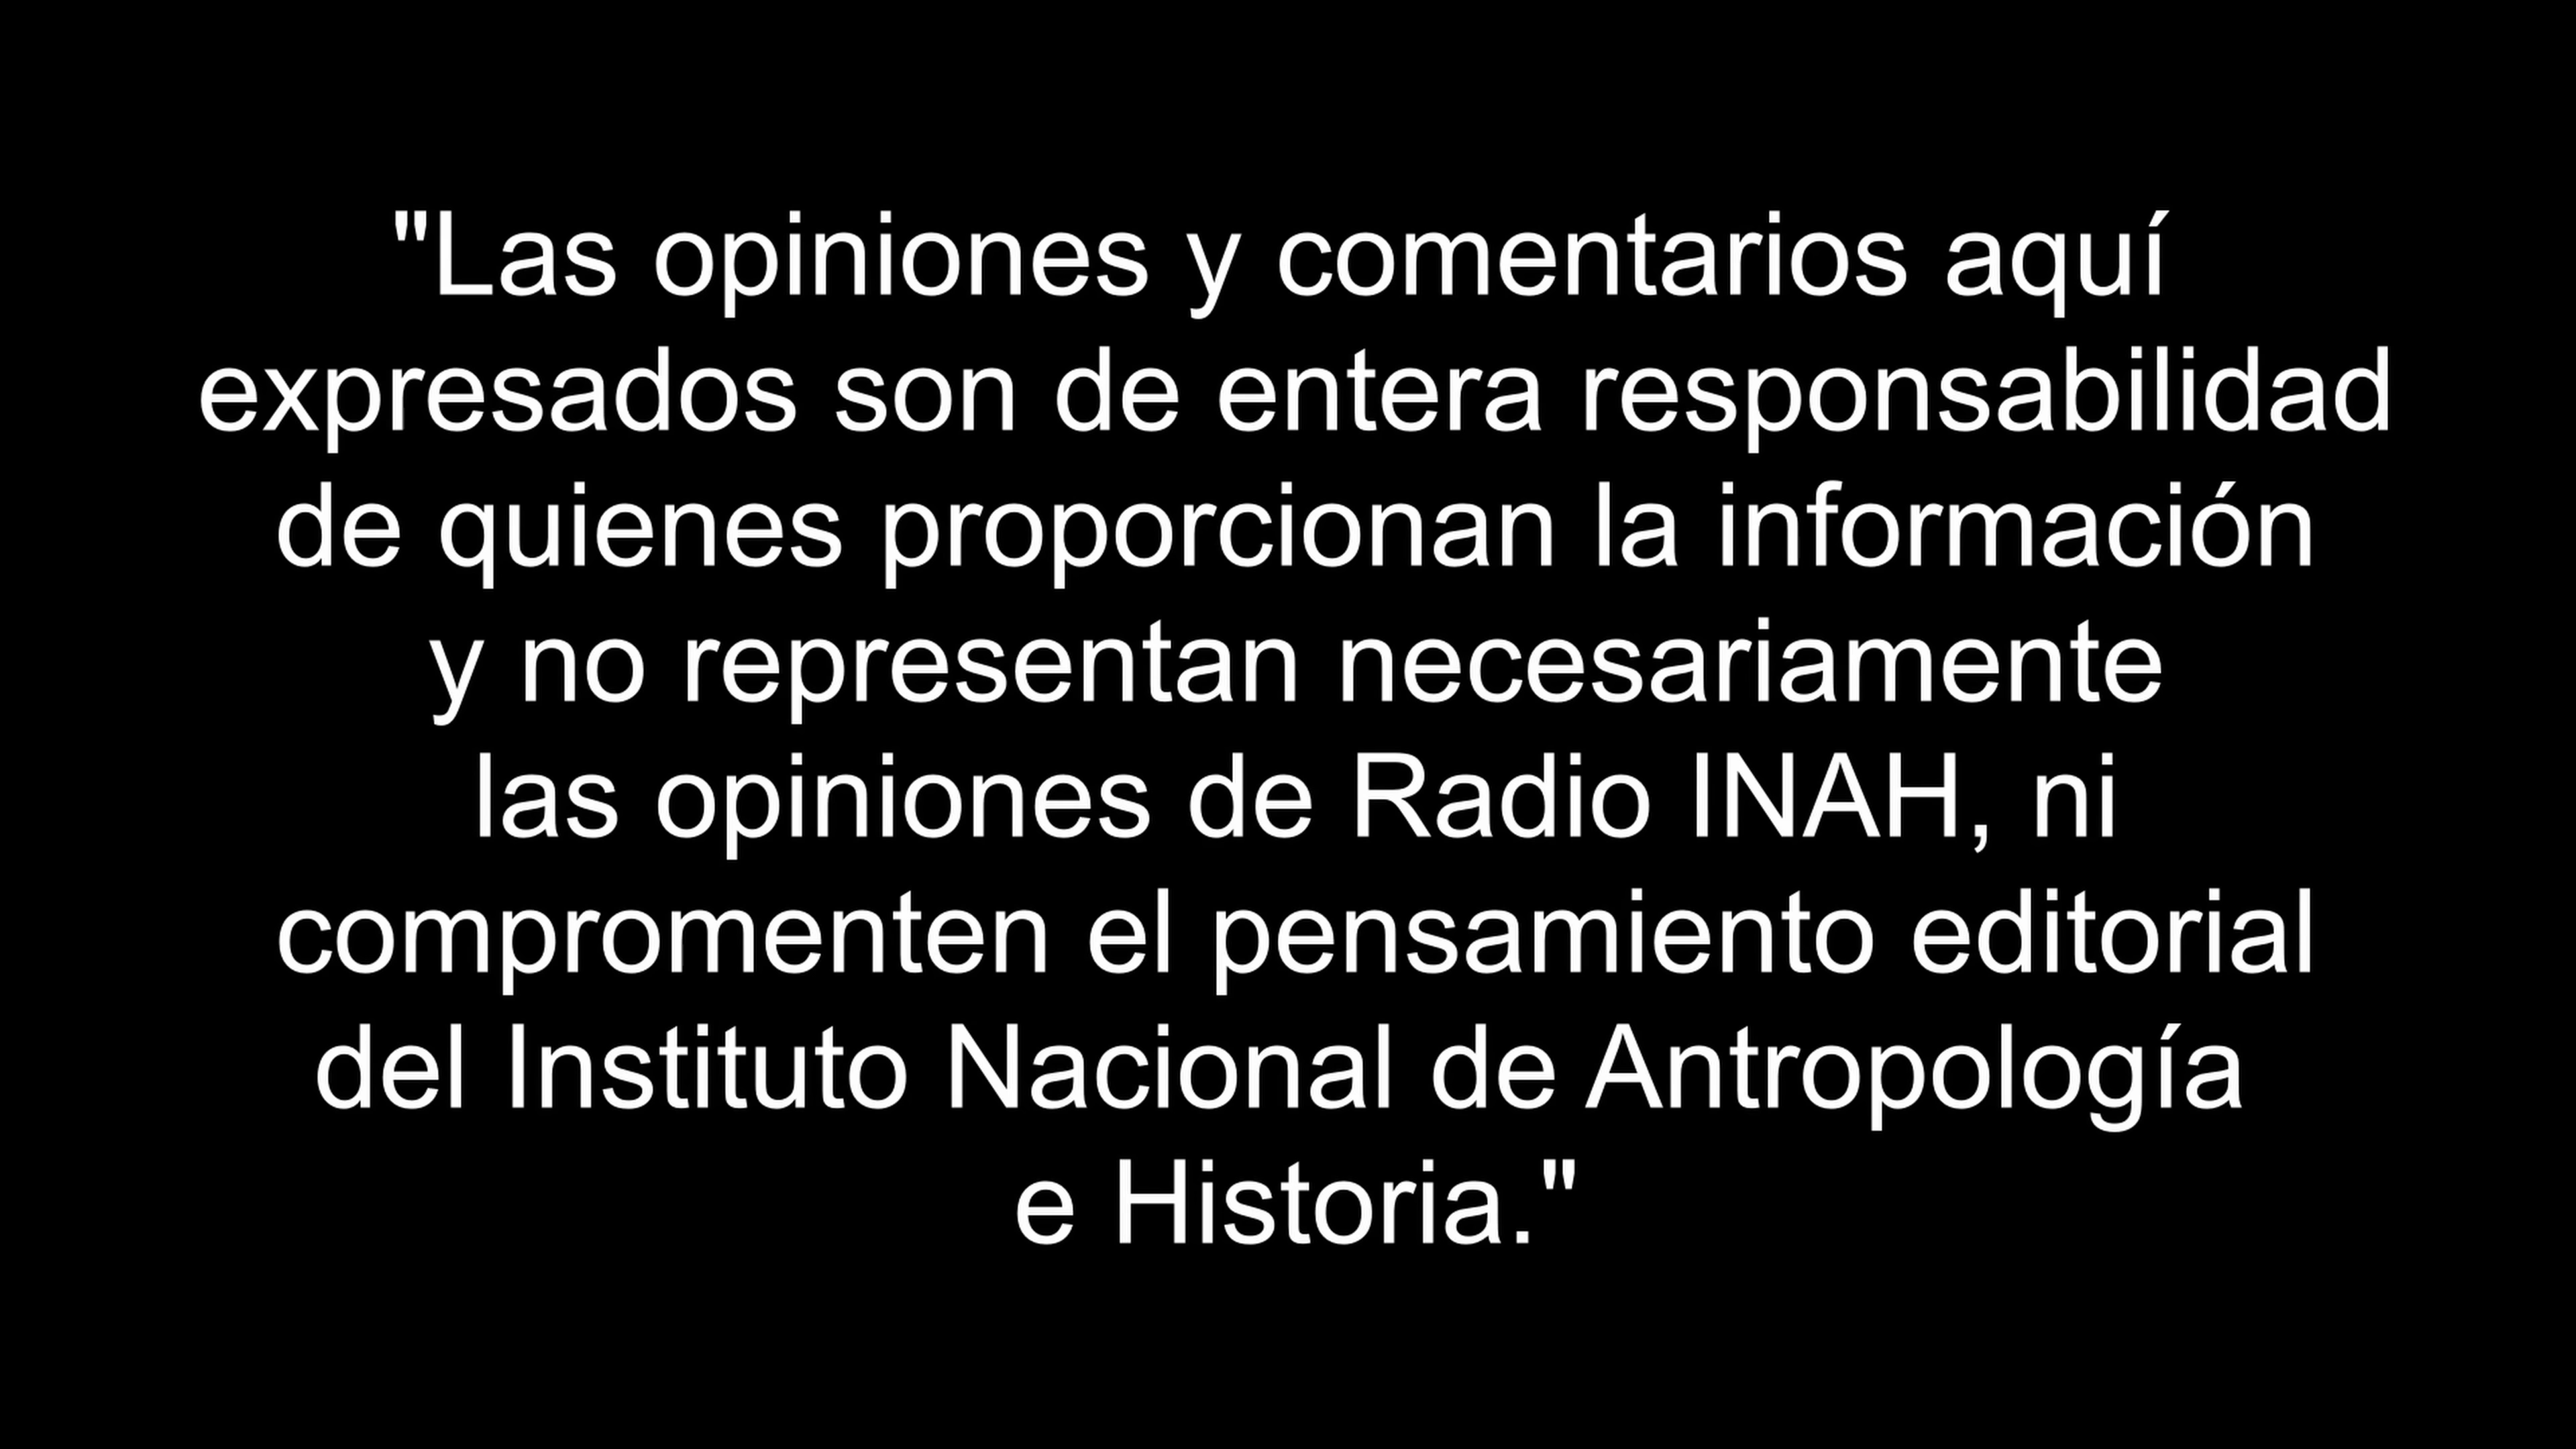 "Las opiniones y comentarios aquí
expresados son de entera responsabilidad
de quienes proporcionan la información
y no representan necesariamente
las opiniones de Radio INAH, ni
compromenten el pensamiento editorial
del Instituto Nacional de Antropología
e Historia."